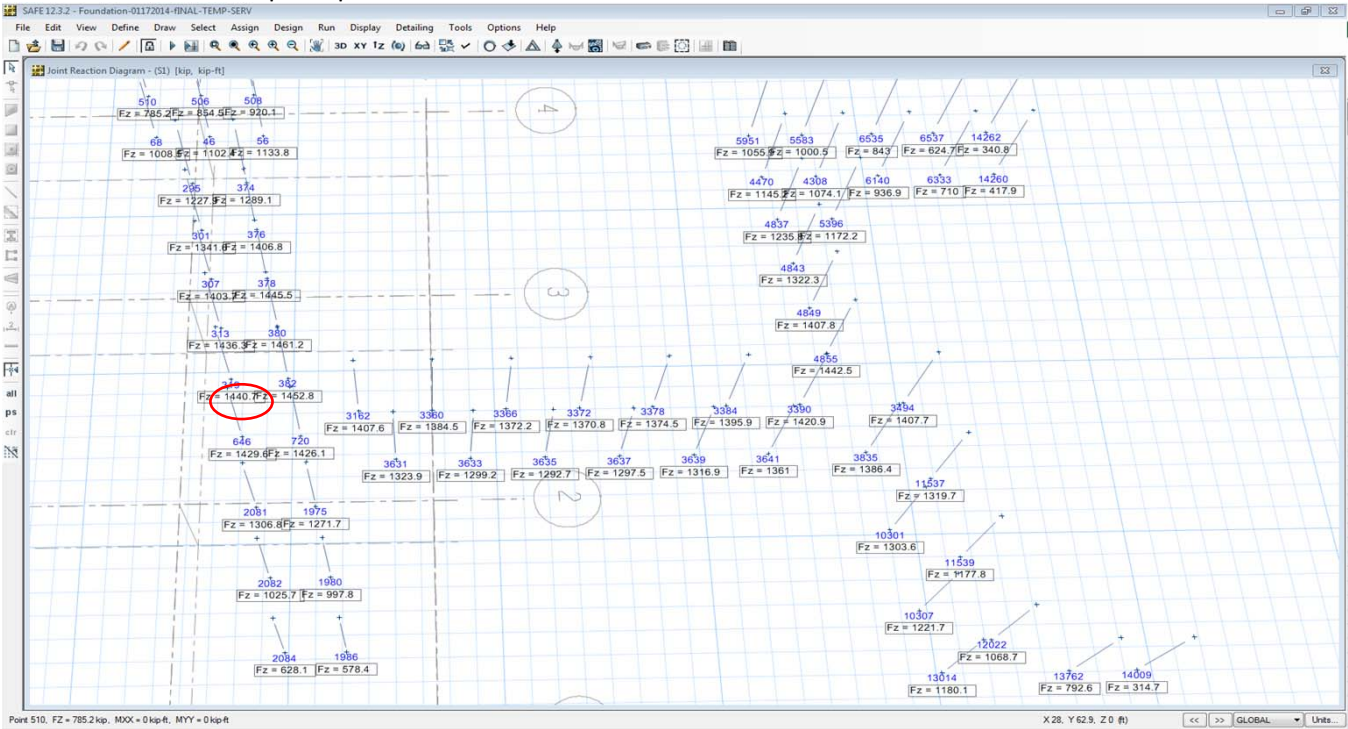 SAFE 12.3.2 - Foundation-01172014-fINAL-TEMP-SERV
File Edit View Define Draw Select Assign Design Run Display Detailing Tools Options Help
3D XY
Joint Reaction Diagram - (S1) [kip, kip-ft]
all
ps
clr
510 506 508
Fz = 785.2 Fz = 854.5 Fz = 920.1
4
68 46 56
Fz = 1008.5 Fz = 1102.4 Fz = 1133.8
5951 5583 6535 6537 14262
Fz = 1055.9 Fz = 1000.5 Fz = 843 Fz = 624.7 Fz = 340.8
295 374
Fz = 1227.9 Fz = 1289.1
4470 4308 6140 6333 14260
Fz = 1145.2 Fz = 1074.1 Fz = 936.9 Fz = 710 Fz = 417.9
301 376
Fz = 1341.6 Fz = 1406.8
4837 5396
Fz = 1235.8 Fz = 1172.2
307 378
Fz = 1403.7 Fz = 1445.5
3
4843
Fz = 1322.3
313 380
Fz = 1436.3 Fz = 1461.2
4849
Fz = 1407.8
382
Fz = 1440.7 Fz = 1452.8
4855
Fz = 1442.5
3162 3360 3366 3372 3378 3384 3390 3494
Fz = 1407.6 Fz = 1384.5 Fz = 1372.2 Fz = 1370.8 Fz = 1374.5 Fz = 1395.9 Fz = 1420.9 Fz = 1407.7
646 720
Fz = 1429.6 Fz = 1426.1
3631 3633 3635 3637 3639 3641 3835
Fz = 1323.9 Fz = 1299.2 Fz = 1292.7 Fz = 1297.5 Fz = 1316.9 Fz = 1361 Fz = 1386.4
2
11537
Fz = 1319.7
2081 1975
Fz = 1306.8 Fz = 1271.7
10301
Fz = 1303.6
11539
Fz = 1177.8
2082 1980
Fz = 1025.7 Fz = 997.8
10307
Fz = 1221.7
12022
Fz = 1068.7
2084 1986
Fz = 628.1 Fz = 578.4
13014 13762 14009
Fz = 1180.1 Fz = 792.6 Fz = 314.7
Point 510, FZ = 785.2 kip, MXX = 0 kip-ft, MYY = 0 kip-ft
X 28, Y 62.9, Z 0 (ft)
<< >> GLOBAL Units...